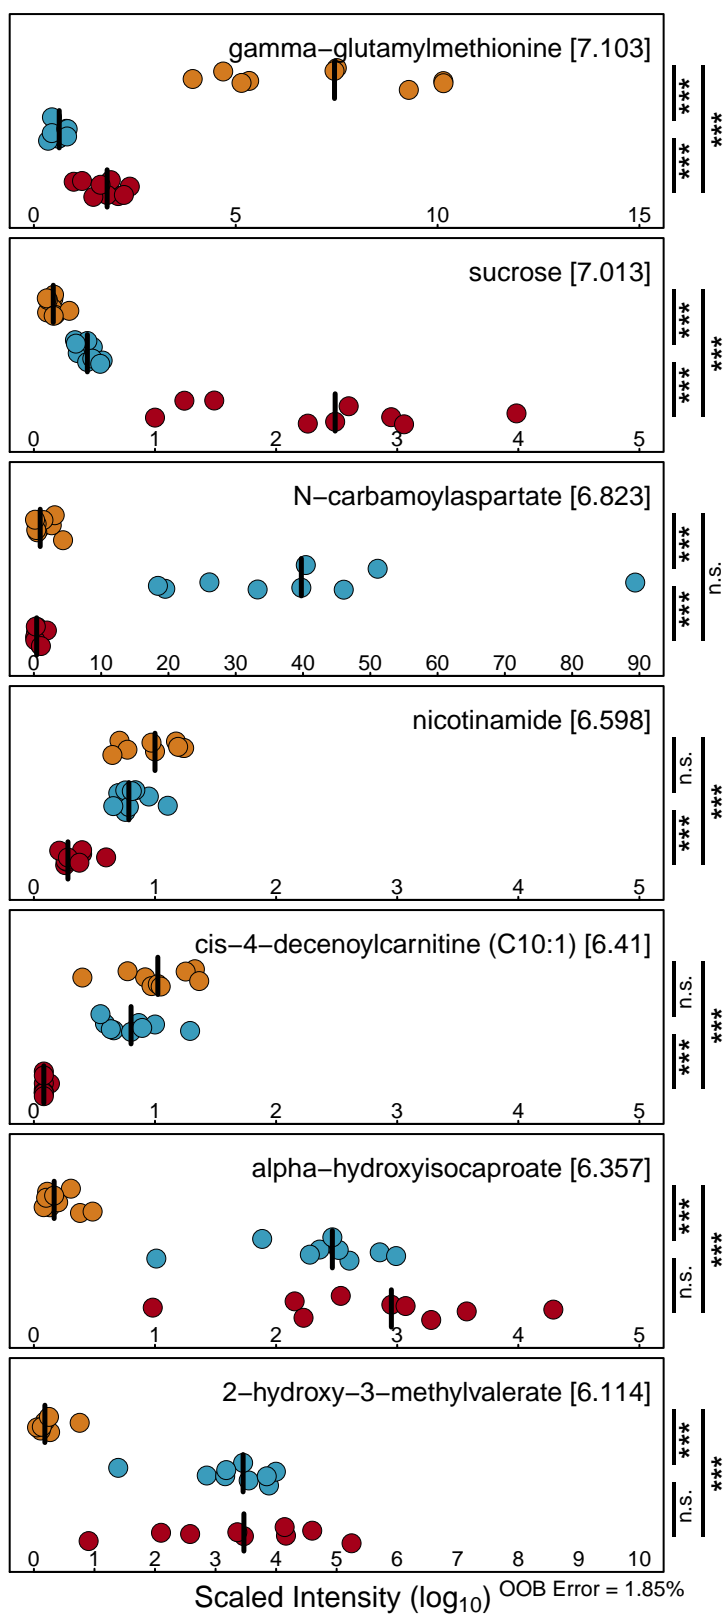 gamma−glutamylmethionine [7.103]
***
***
***
0 5 10 15
sucrose [7.013]
***
***
***
0 1 2 3 4 5
N−carbamoylaspartate [6.823]
***
n.s.
***
0 10 20 30 40 50 60 70 80 90
nicotinamide [6.598]
n.s.
***
***
0 1 2 3 4 5
cis−4−decenoylcarnitine (C10:1) [6.41]
n.s.
***
***
0 1 2 3 4 5
alpha−hydroxyisocaproate [6.357]
***
***
n.s.
0 1 2 3 4 5
2−hydroxy−3−methylvalerate [6.114]
***
***
n.s.
0 1 2 3 4 5 6 7 8 9 10
Scaled Intensity (log₁₀) OOB Error = 1.85%